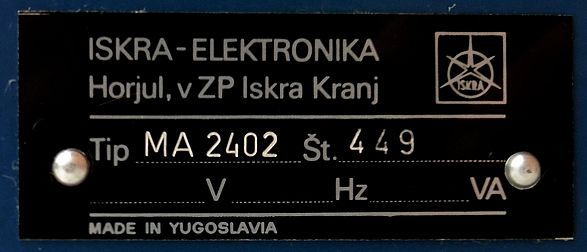 ISKRA-ELEKTRONIKA
Horjul, v ZP Iskra Kranj
ISKRA
Tip MA 2402 Št. 449
V Hz VA
MADE IN YUGOSLAVIA